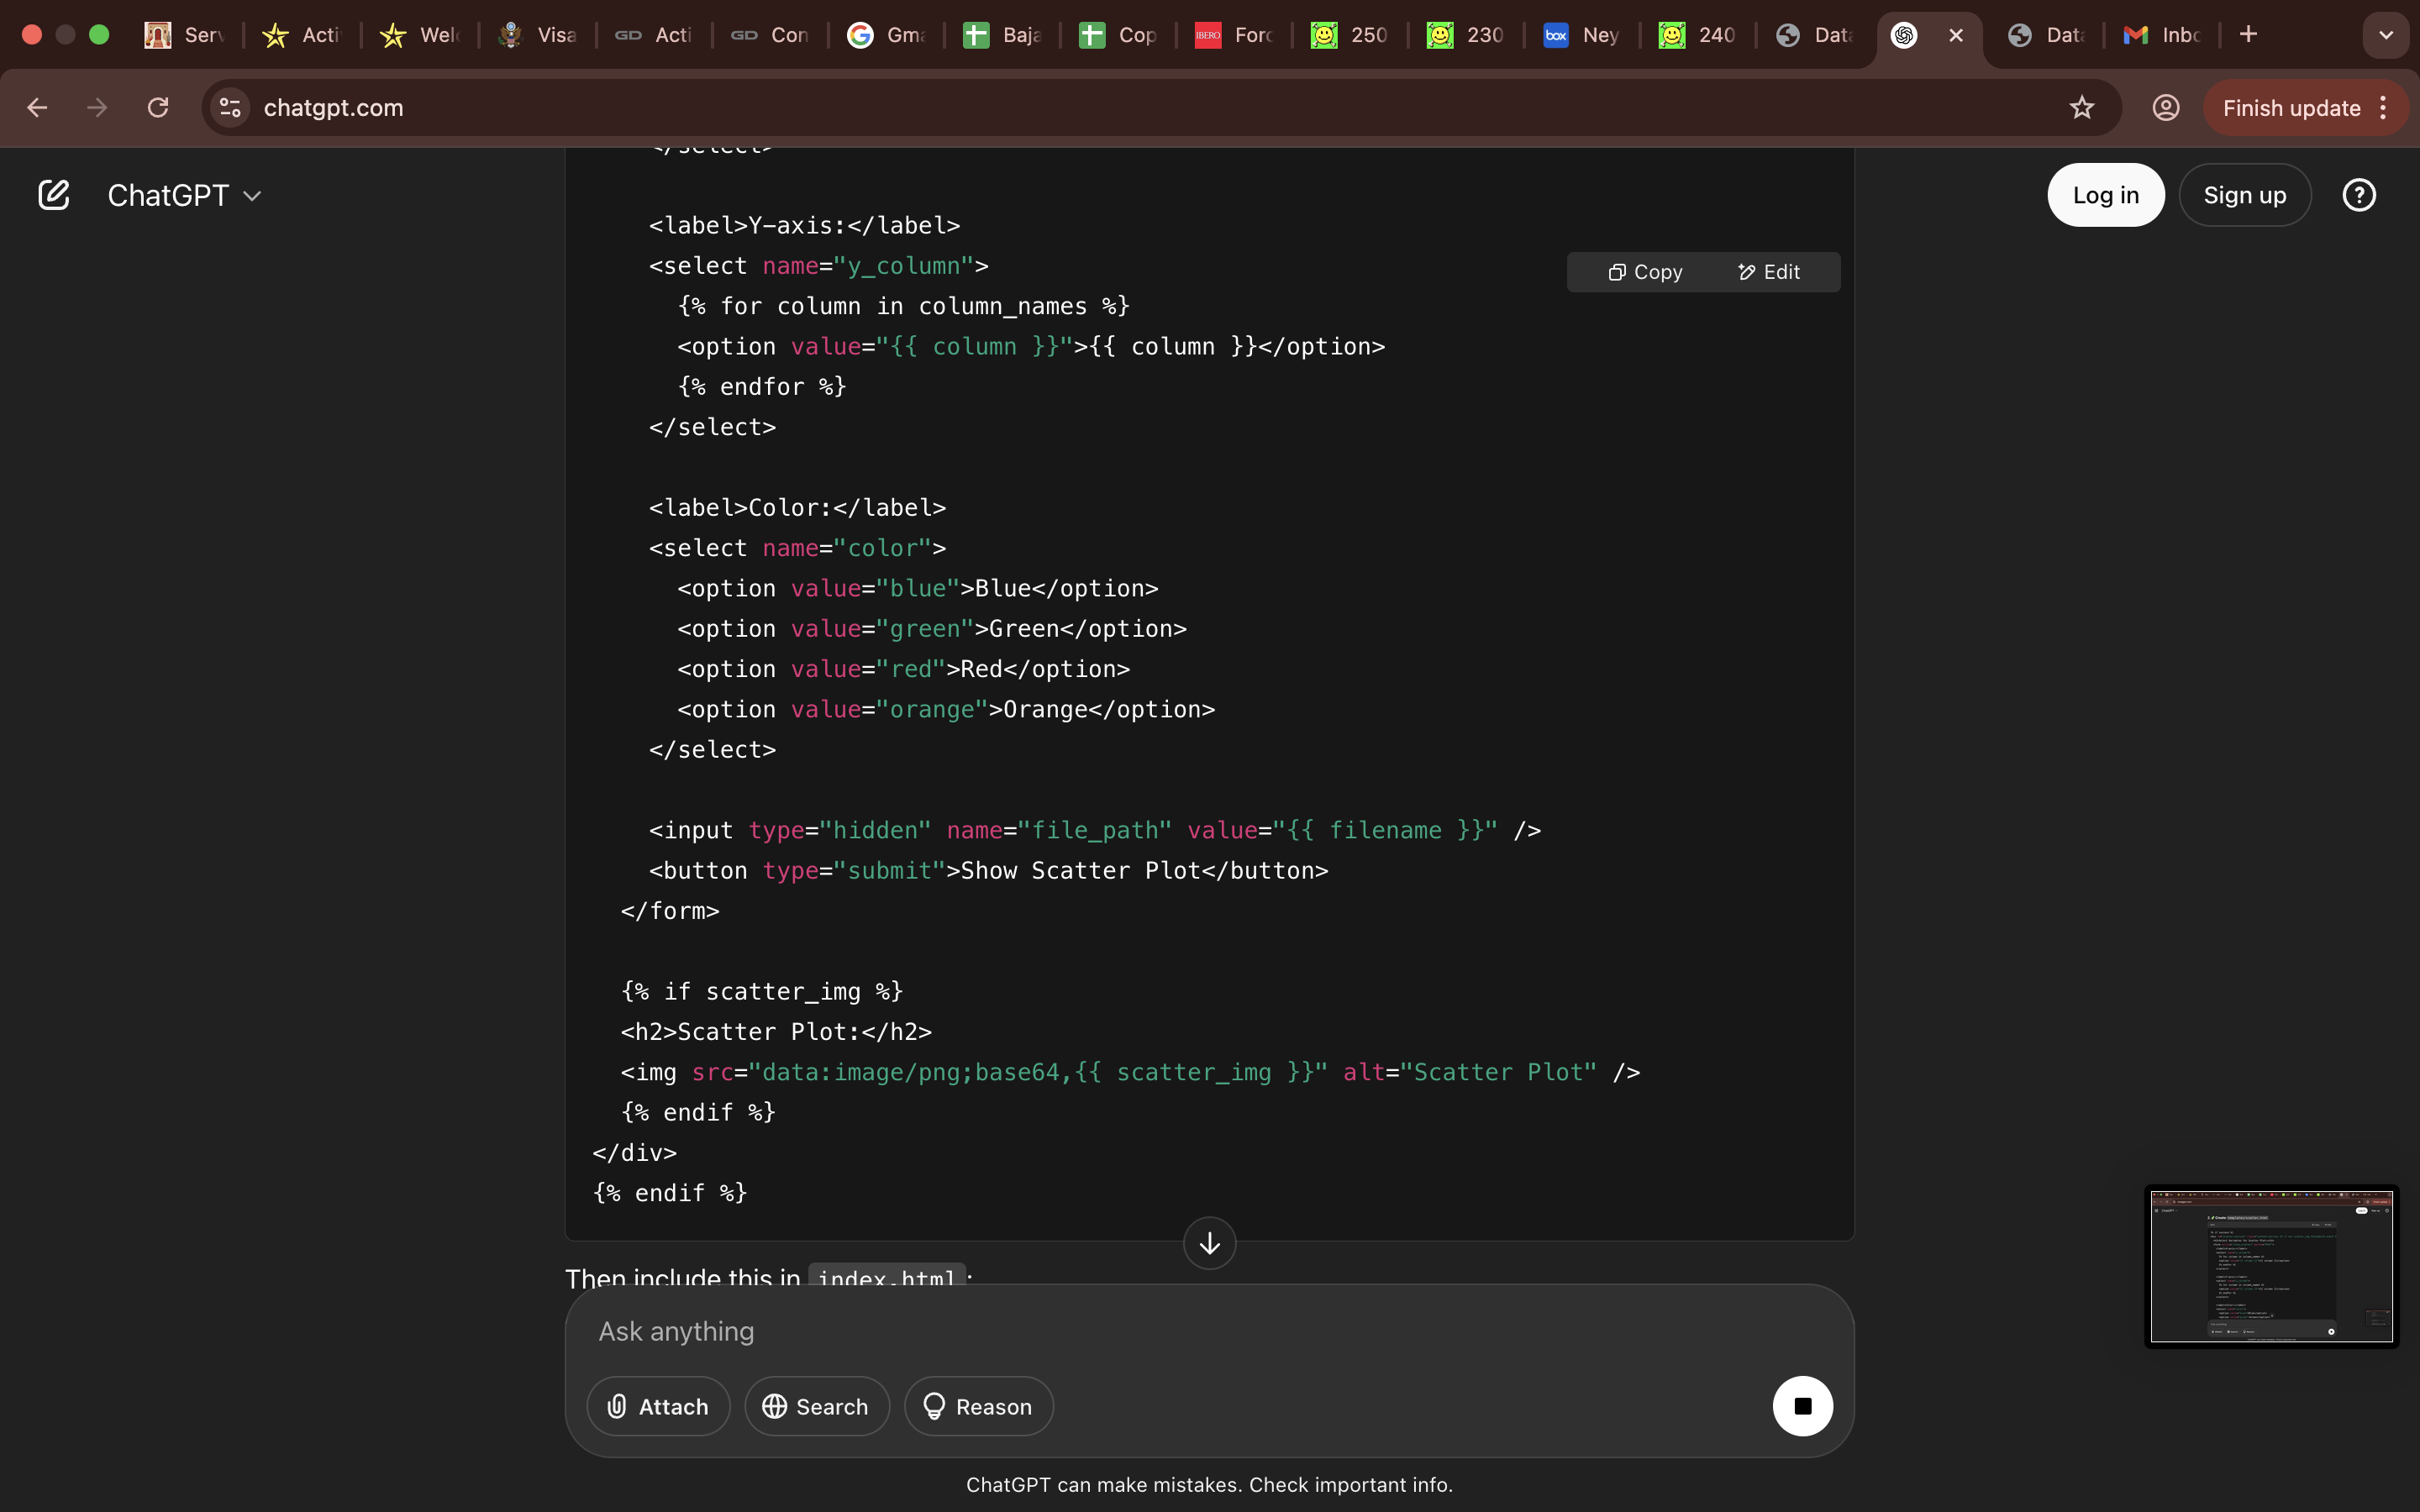 Serv
Acti
Wel
Visa
GD Acti
GD Con
Gma
Baja
Cop
IBERO Forc
250
230
box Ney
240
Data
Data
Inbo
chatgpt.com
Finish update
ChatGPT
Log in
Sign up
</select>
<label>Y-axis:</label>
<select name="y_column">
Copy
Edit
{% for column in column_names %}
<option value="{{ column }}">{{ column }}</option>
{% endfor %}
</select>
<label>Color:</label>
<select name="color">
<option value="blue">Blue</option>
<option value="green">Green</option>
<option value="red">Red</option>
<option value="orange">Orange</option>
</select>
<input type="hidden" name="file_path" value="{{ filename }}" />
<button type="submit">Show Scatter Plot</button>
</form>
{% if scatter_img %}
<h2>Scatter Plot:</h2>
<img src="data:image/png;base64,{{ scatter_img }}" alt="Scatter Plot" />
{% endif %}
</div>
{% endif %}
Then include this in index.html:
Ask anything
Attach
Search
Reason
ChatGPT can make mistakes. Check important info.